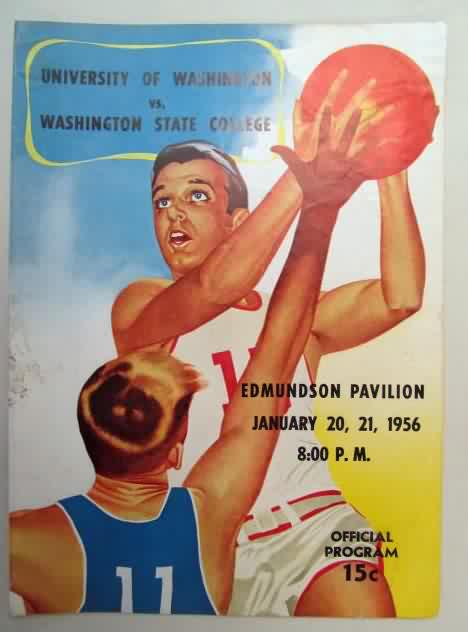 UNIVERSITY OF WASHINGTON
vs.
WASHINGTON STATE COLLEGE
EDMUNDSON PAVILION
JANUARY 20, 21, 1956
8:00 P. M.
OFFICIAL
PROGRAM
15c
11